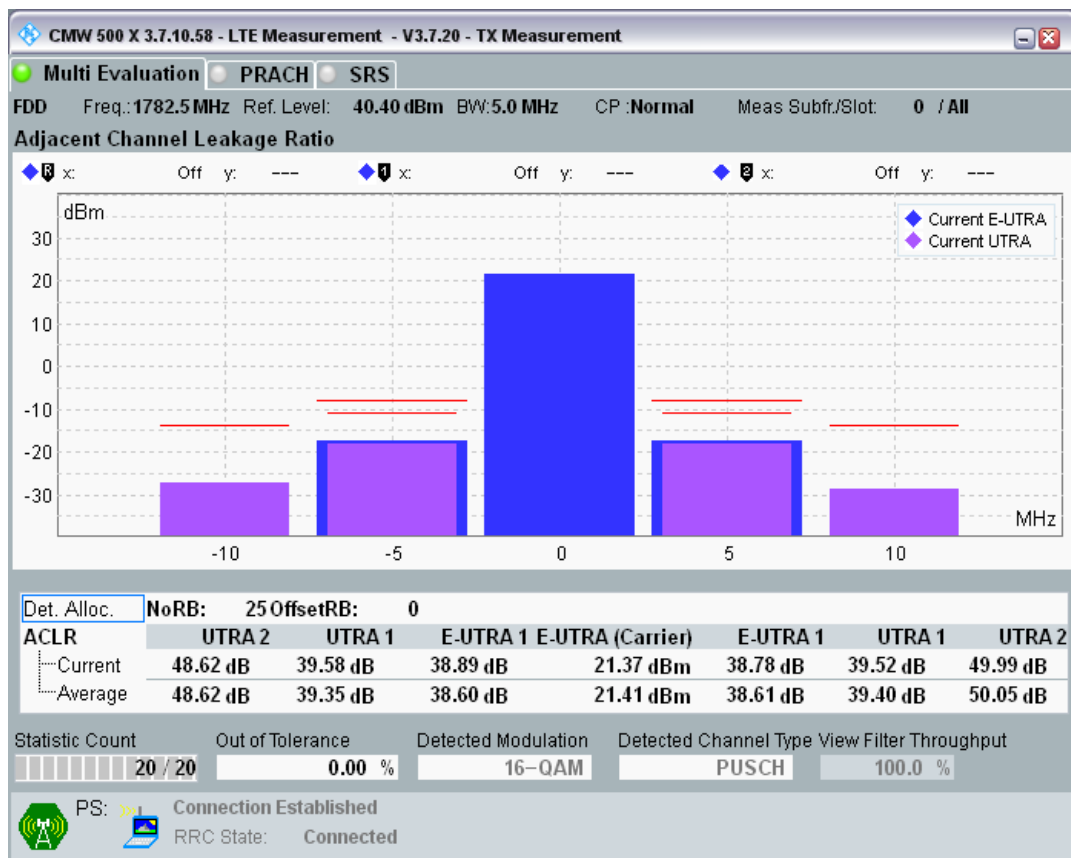 CMW 500 X 3.7.10.58 - LTE Measurement - V3.7.20 - TX Measurement
Multi Evaluation PRACH SRS
FDD Freq.:1782.5 MHz Ref. Level: 40.40 dBm BW:5.0 MHz CP :Normal Meas Subfr./Slot: 0 / All
Adjacent Channel Leakage Ratio
R x: Off y: --- 1 x: Off y: --- 2 x: Off y: ---
dBm
Current E-UTRA
Current UTRA
30
20
10
0
-10
-20
-30
MHz
-10 -5 0 5 10
Det. Alloc. NoRB: 25 OffsetRB: 0
ACLR UTRA 2 UTRA 1 E-UTRA 1 E-UTRA (Carrier) E-UTRA 1 UTRA 1 UTRA 2
Current 48.62 dB 39.58 dB 38.89 dB 21.37 dBm 38.78 dB 39.52 dB 49.99 dB
Average 48.62 dB 39.35 dB 38.60 dB 21.41 dBm 38.61 dB 39.40 dB 50.05 dB
Statistic Count Out of Tolerance Detected Modulation Detected Channel Type View Filter Throughput
20 / 20 0.00 % 16-QAM PUSCH 100.0 %
PS: Connection Established
RRC State: Connected